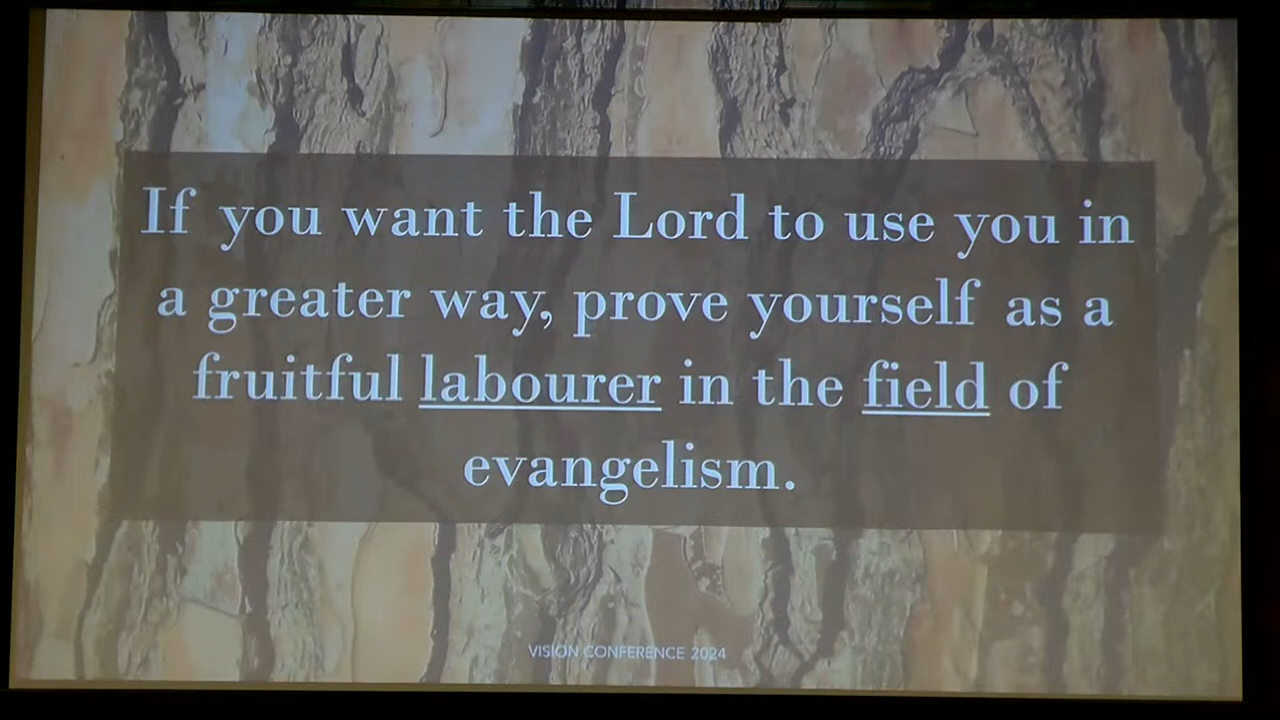 If you want the Lord to use you in
a greater way, prove yourself as a
fruitful labourer in the field of
evangelism.
VISION CONFERENCE 2024